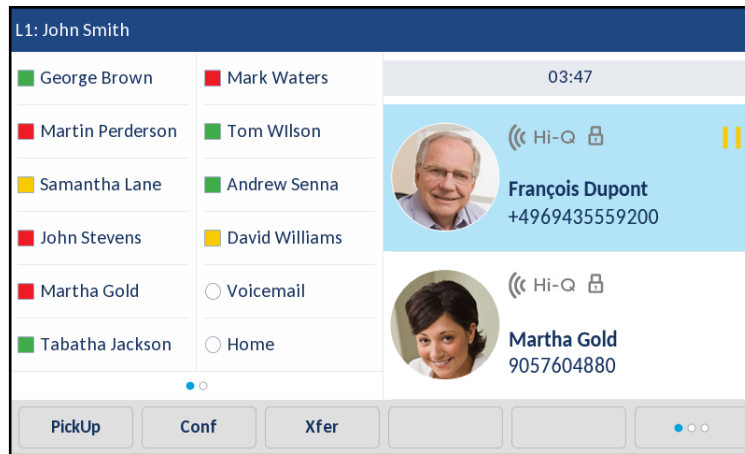 L1: John Smith
George Brown
Mark Waters
Martin Perderson
Tom WIlson
Samantha Lane
Andrew Senna
John Stevens
David Williams
Martha Gold
Voicemail
Tabatha Jackson
Home
03:47
Hi-Q
François Dupont
+4969435559200
Hi-Q
Martha Gold
9057604880
PickUp
Conf
Xfer